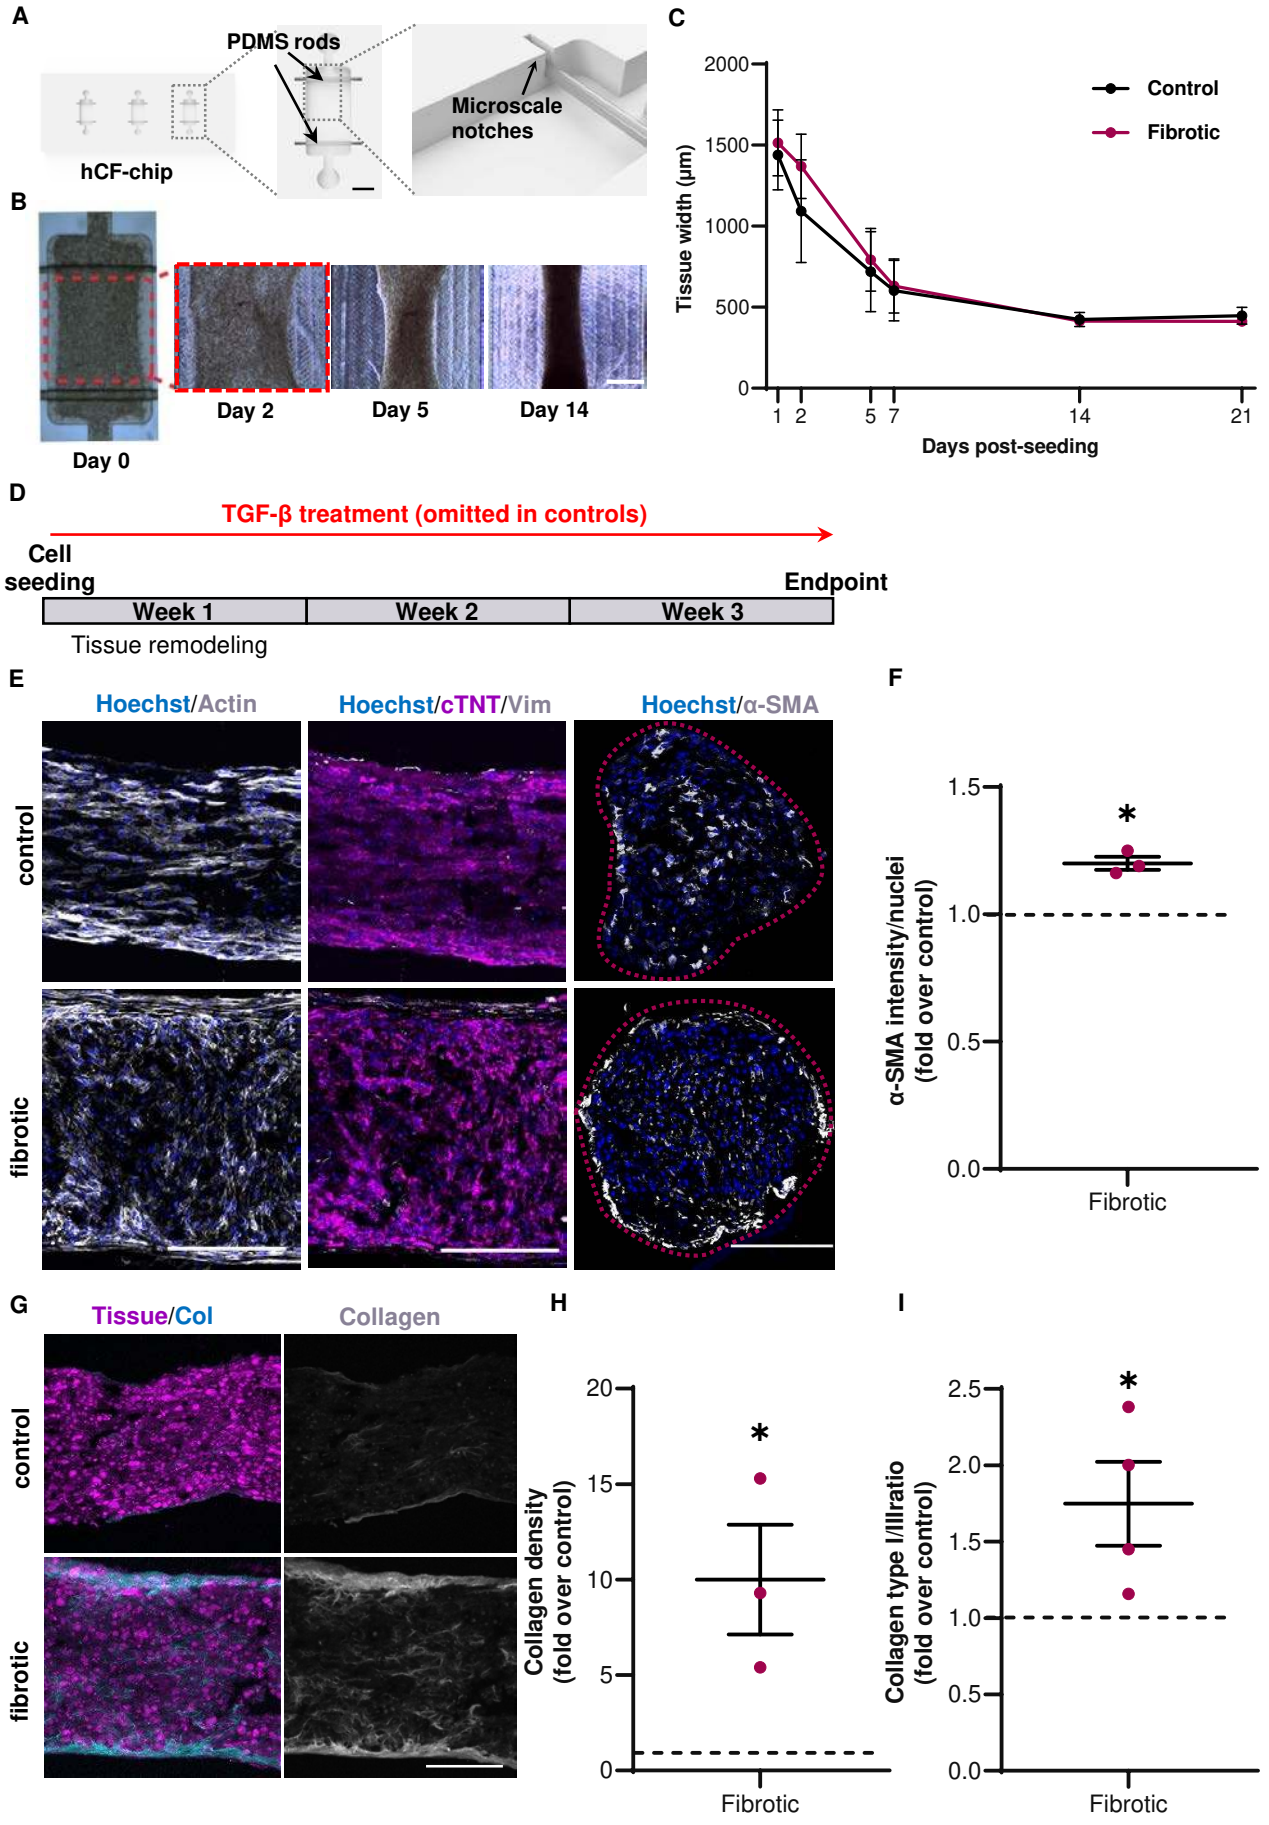 A
PDMS rods
Microscale
notches
hCF-chip
B
Day 0
Day 2
Day 5
Day 14
C
2000
1500
1000
500
0
Tissue width (μm)
Control
Fibrotic
1 2 5 7 14 21
Days post-seeding
D
TGF-β treatment (omitted in controls)
Cell
seeding
Endpoint
Week 1
Week 2
Week 3
Tissue remodeling
E
Hoechst/Actin
Hoechst/cTNT/Vim
Hoechst/α-SMA
control
fibrotic
F
1.5
1.0
0.5
0.0
α-SMA intensity/nuclei
(fold over control)
*
Fibrotic
G
Tissue/Col
Collagen
control
fibrotic
H
20
15
10
5
0
Collagen density
(fold over control)
*
Fibrotic
I
2.5
2.0
1.5
1.0
0.5
0.0
Collagen type I/IIIratio
(fold over control)
*
Fibrotic